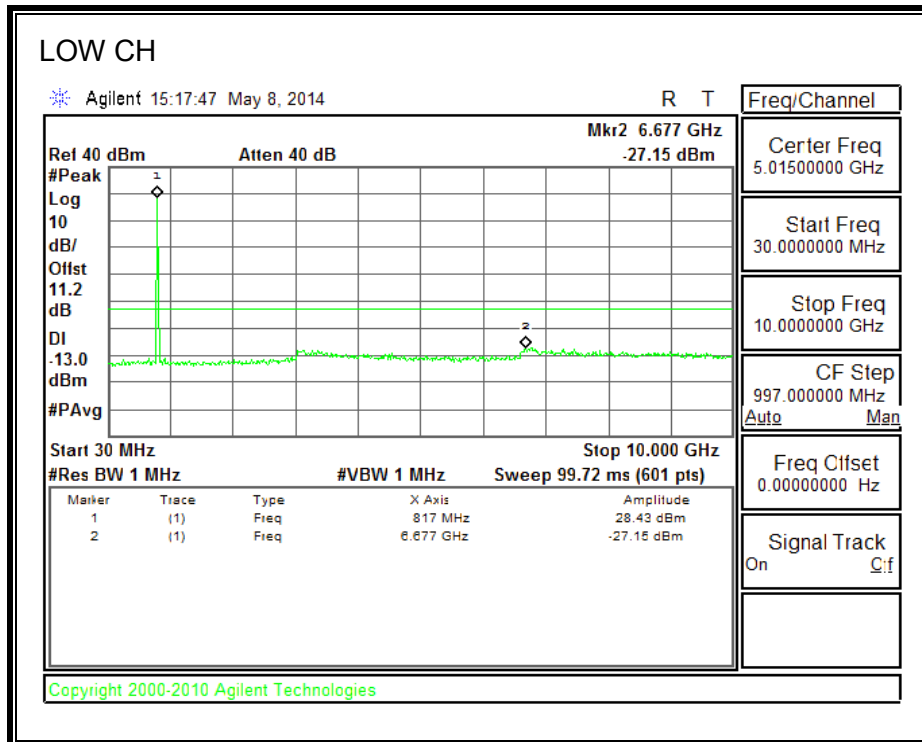 LOW CH
Agilent 15:17:47 May 8, 2014 R T
Mkr2 6.677 GHz
Ref 40 dBm Atten 40 dB -27.15 dBm
#Peak
Log
10
dB/
Offst
11.2
dB
DI
-13.0
dBm
#PAvg
1
2
Start 30 MHz Stop 10.000 GHz
#Res BW 1 MHz #VBW 1 MHz Sweep 99.72 ms (601 pts)
Marker Trace Type X Axis Amplitude
1 (1) Freq 817 MHz 28.43 dBm
2 (1) Freq 6.677 GHz -27.15 dBm
Freq/Channel
Center Freq
5.01500000 GHz
Start Freq
30.0000000 MHz
Stop Freq
10.0000000 GHz
CF Step
997.000000 MHz
Auto Man
Freq Offset
0.00000000 Hz
Signal Track
On Off
Copyright 2000-2010 Agilent Technologies